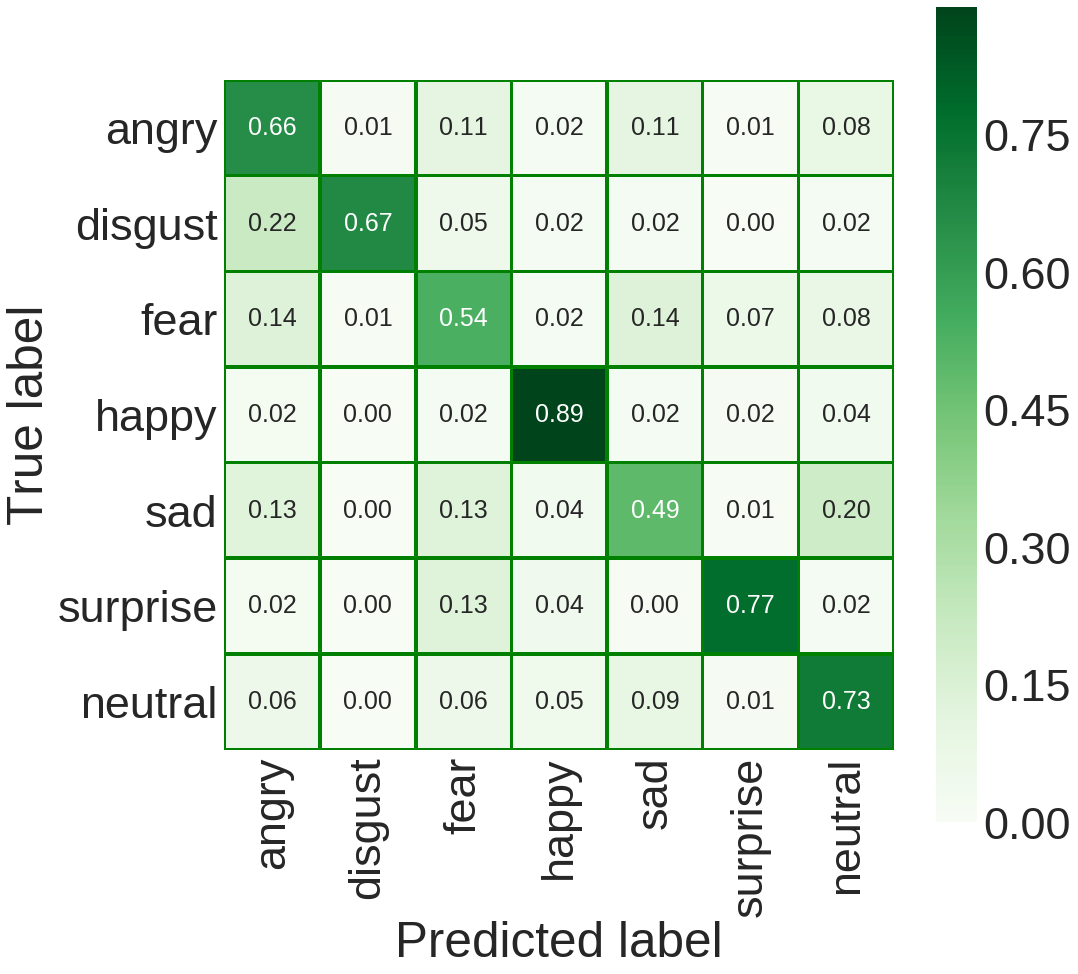 angry 0.66 0.01 0.11 0.02 0.11 0.01 0.08
disgust 0.22 0.67 0.05 0.02 0.02 0.00 0.02
fear 0.14 0.01 0.54 0.02 0.14 0.07 0.08
happy 0.02 0.00 0.02 0.89 0.02 0.02 0.04
sad 0.13 0.00 0.13 0.04 0.49 0.01 0.20
surprise 0.02 0.00 0.13 0.04 0.00 0.77 0.02
neutral 0.06 0.00 0.06 0.05 0.09 0.01 0.73
True label
angry disgust fear happy sad surprise neutral
Predicted label
0.75
0.60
0.45
0.30
0.15
0.00